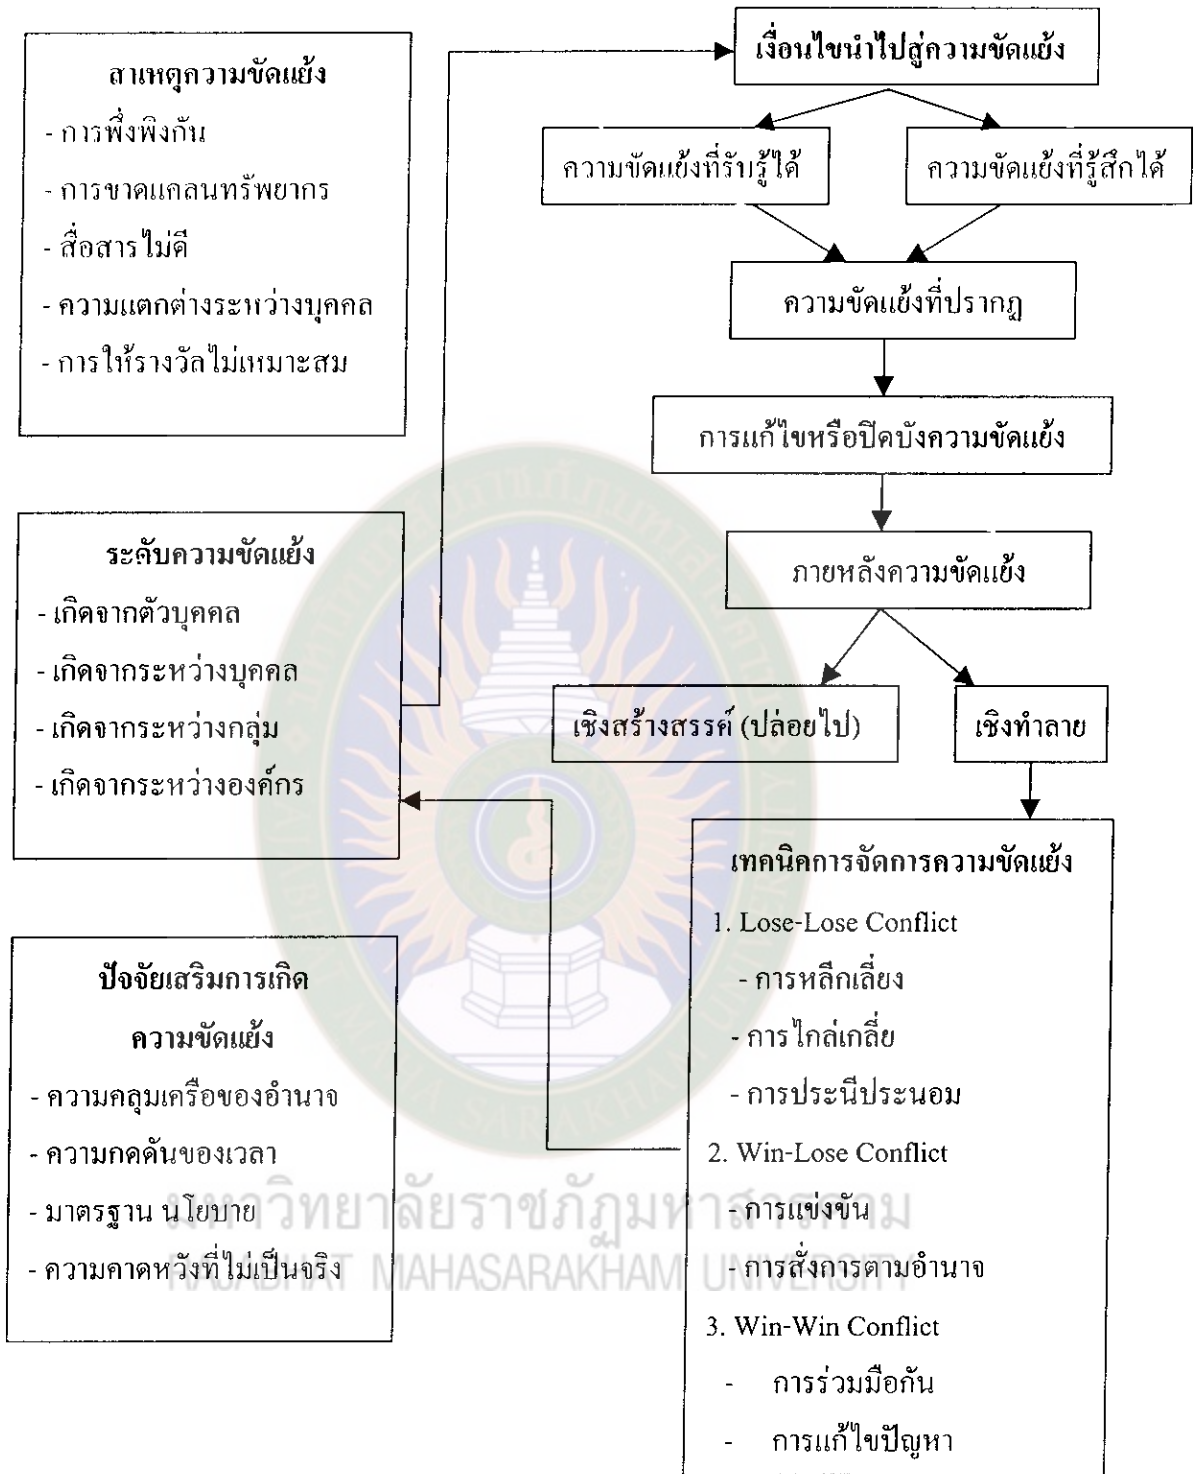 สาเหตุความขัดแย้ง
- การพึ่งพิงกัน
- การขาดแคลนทรัพยากร
- สื่อสารไม่ดี
- ความแตกต่างระหว่างบุคคล
- การให้รางวัลไม่เหมาะสม
ระดับความขัดแย้ง
- เกิดจากตัวบุคคล
- เกิดจากระหว่างบุคคล
- เกิดจากระหว่างกลุ่ม
- เกิดจากระหว่างองค์กร
ปัจจัยเสริมการเกิด
ความขัดแย้ง
- ความคลุมเครือของอำนาจ
- ความกดดันของเวลา
- มาตรฐาน นโยบาย
- ความคาดหวังที่ไม่เป็นจริง
เงื่อนไขนำไปสู่ความขัดแย้ง
ความขัดแย้งที่รับรู้ได้
ความขัดแย้งที่รู้สึกได้
ความขัดแย้งที่ปรากฏ
การแก้ไขหรือปิดบังความขัดแย้ง
ภายหลังความขัดแย้ง
เชิงสร้างสรรค์ (ปล่อยไป)
เชิงทำลาย
เทคนิคการจัดการความขัดแย้ง
1. Lose-Lose Conflict
- การหลีกเลี่ยง
- การไกล่เกลี่ย
- การประนีประนอม
2. Win-Lose Conflict
- การแข่งขัน
- การสั่งการตามอำนาจ
3. Win-Win Conflict
- การร่วมมือกัน
- การแก้ไขปัญหา
มหาวิทยาลัยราชภัฏมหาสารคาม
RAJABHAT MAHASARAKHAM UNIVERSITY